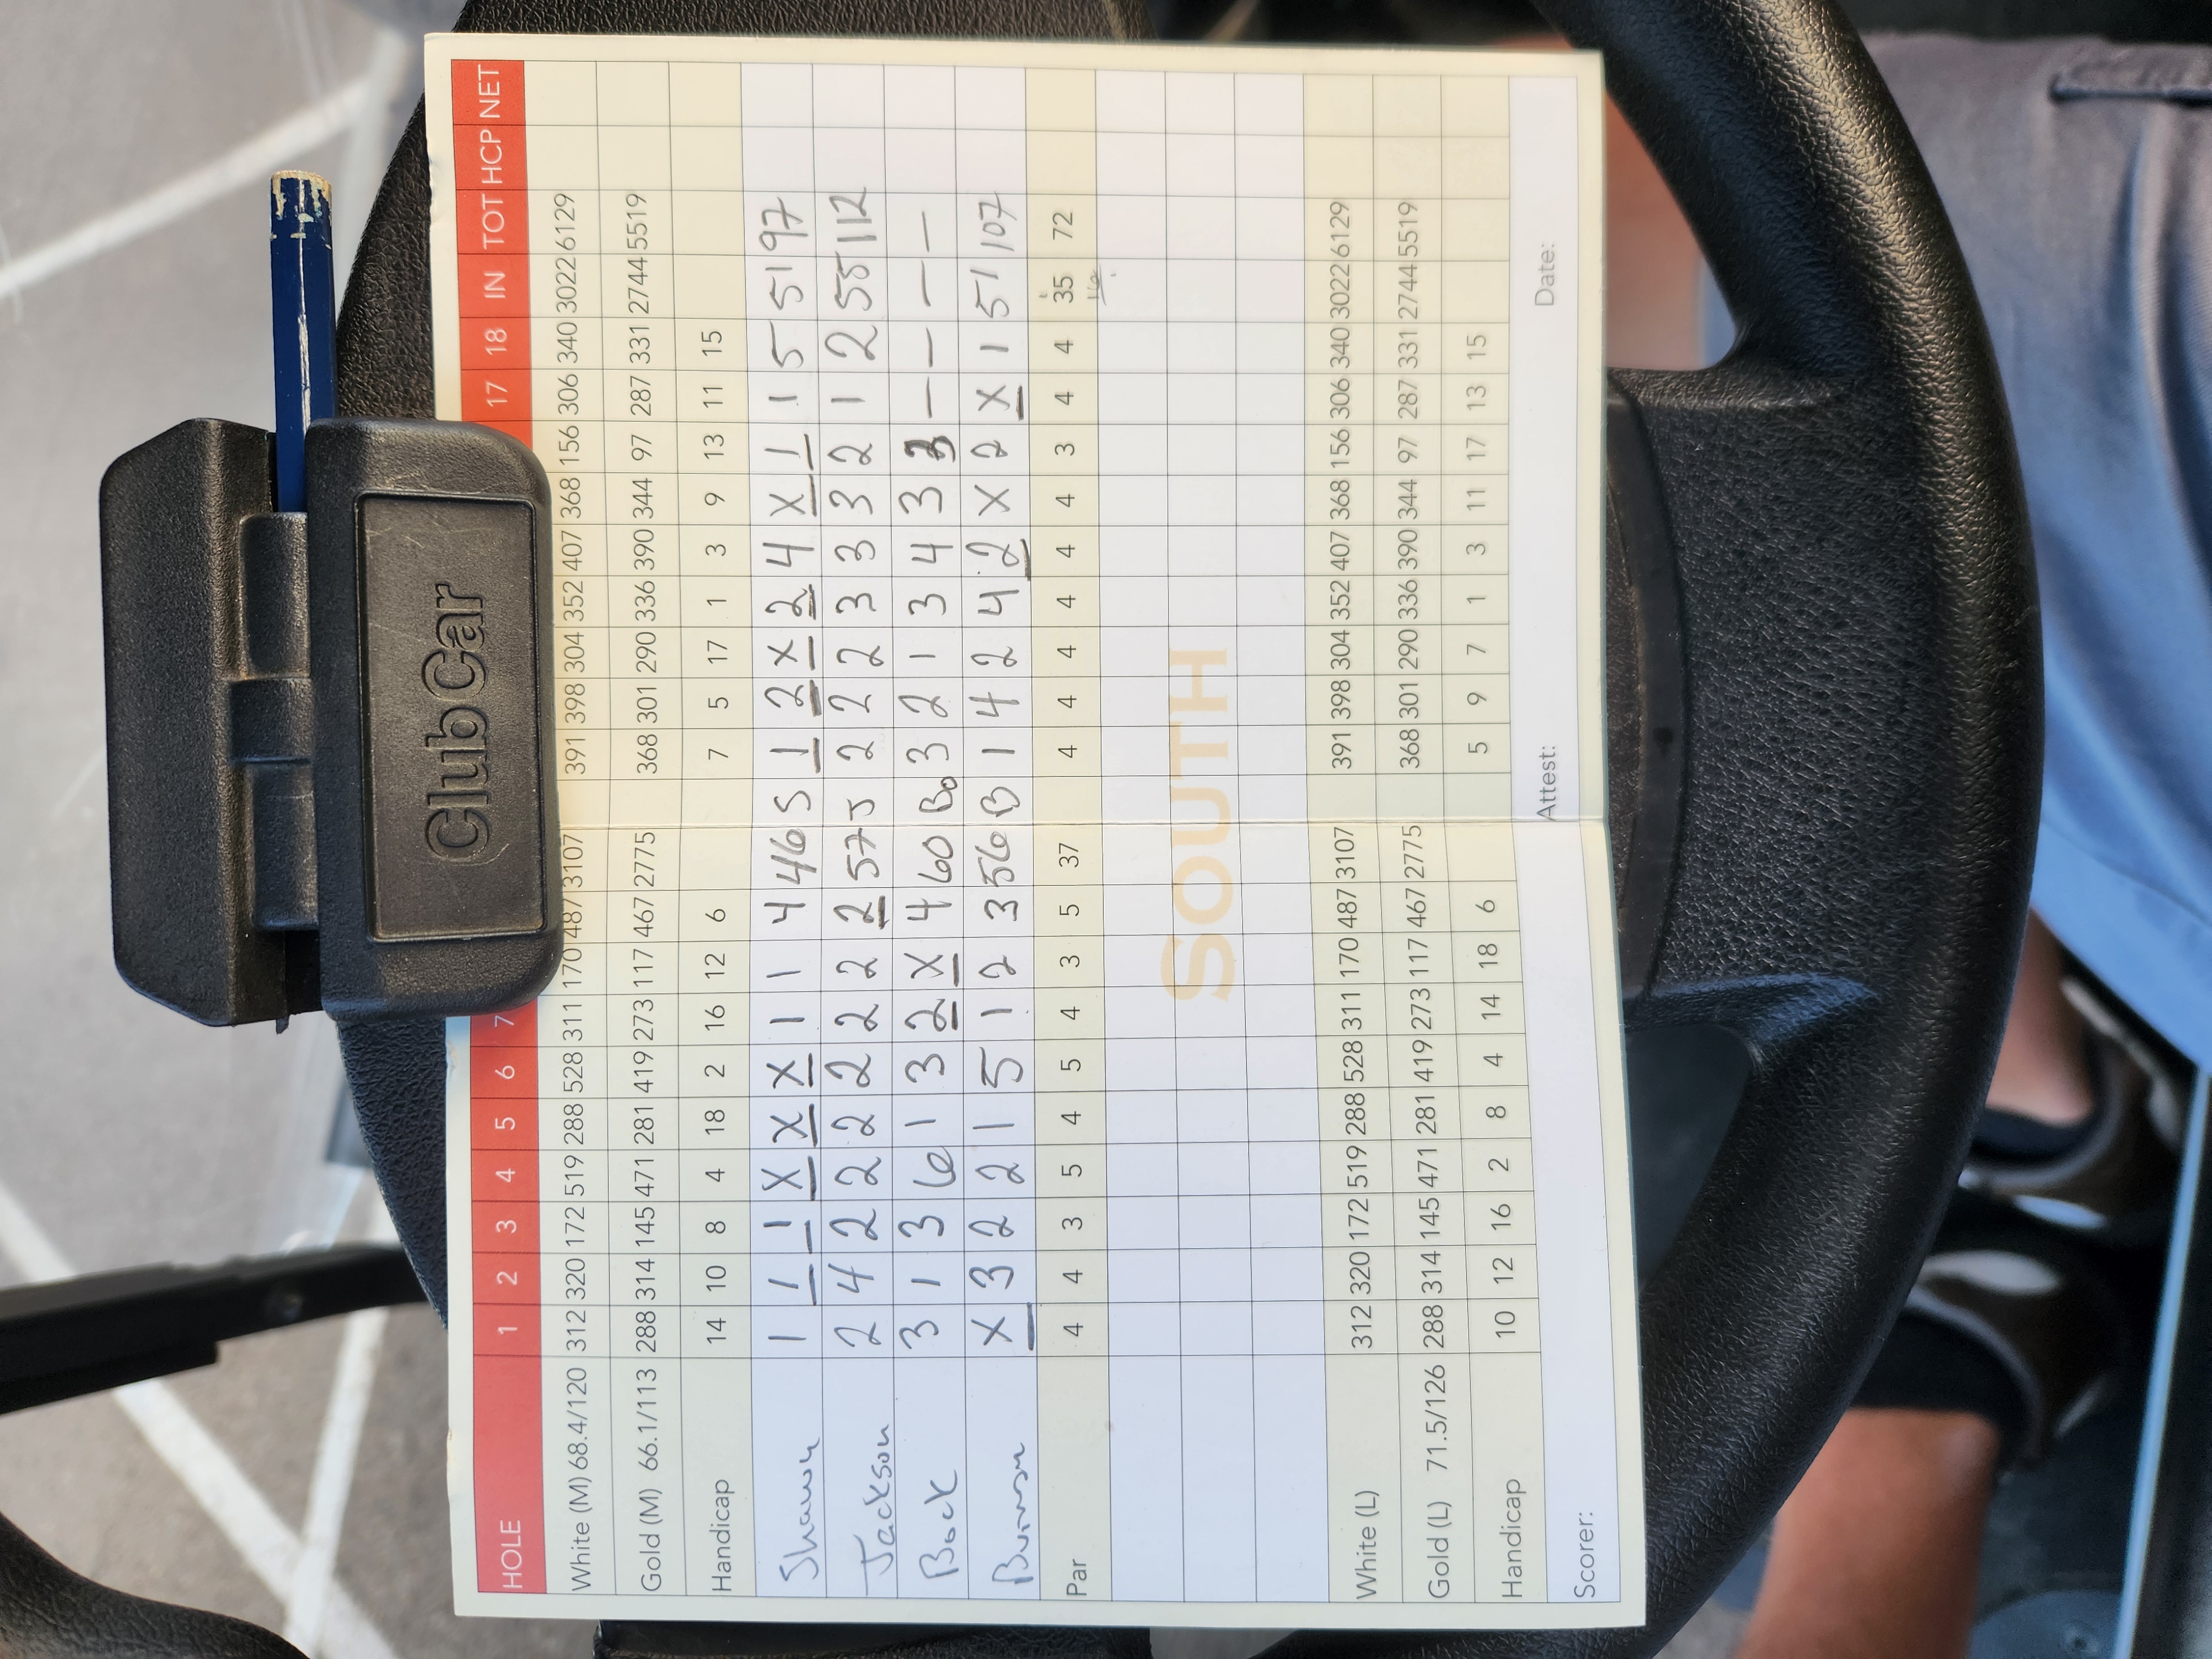 Club Car
HOLE 1 2 3 4 5 6 7 17 18 IN TOT HCP NET
White (M) 68.4/120 312 320 172 519 288 528 311 170 487 3107 391 398 304 352 407 368 156 306 340 3022 6129
Gold (M) 66.1/113 288 314 145 471 281 419 273 117 467 2775 368 301 290 336 390 344 97 287 331 2744 5519
Handicap 14 10 8 4 18 2 16 12 6 7 5 17 1 3 9 13 11 15
Shawn 1 1 1 X X X 1 1 4 46 S 1 2 X 2 4 X 1 1 5 51 97
Jackson 2 4 2 2 2 2 2 2 2 57 J 2 2 2 3 3 3 2 1 2 55 112
Bock 3 1 3 6 1 3 2 X 4 60 Bo 3 2 1 3 4 3 3 — — — —
X 3 2 2 1 5 1 2 3 56 B 1 4 2 4 2 X 2 X 1 51 107
Par 4 4 3 5 4 5 4 3 5 37 4 4 4 4 4 4 3 4 4 35 72
16
SOUTH
White (L) 312 320 172 519 288 528 311 170 487 3107 391 398 304 352 407 368 156 306 340 3022 6129
Gold (L) 71.5/126 288 314 145 471 281 419 273 117 467 2775 368 301 290 336 390 344 97 287 331 2744 5519
Handicap 10 12 16 2 8 4 14 18 6 5 9 7 1 3 11 17 13 15
Scorer: Attest: Date: